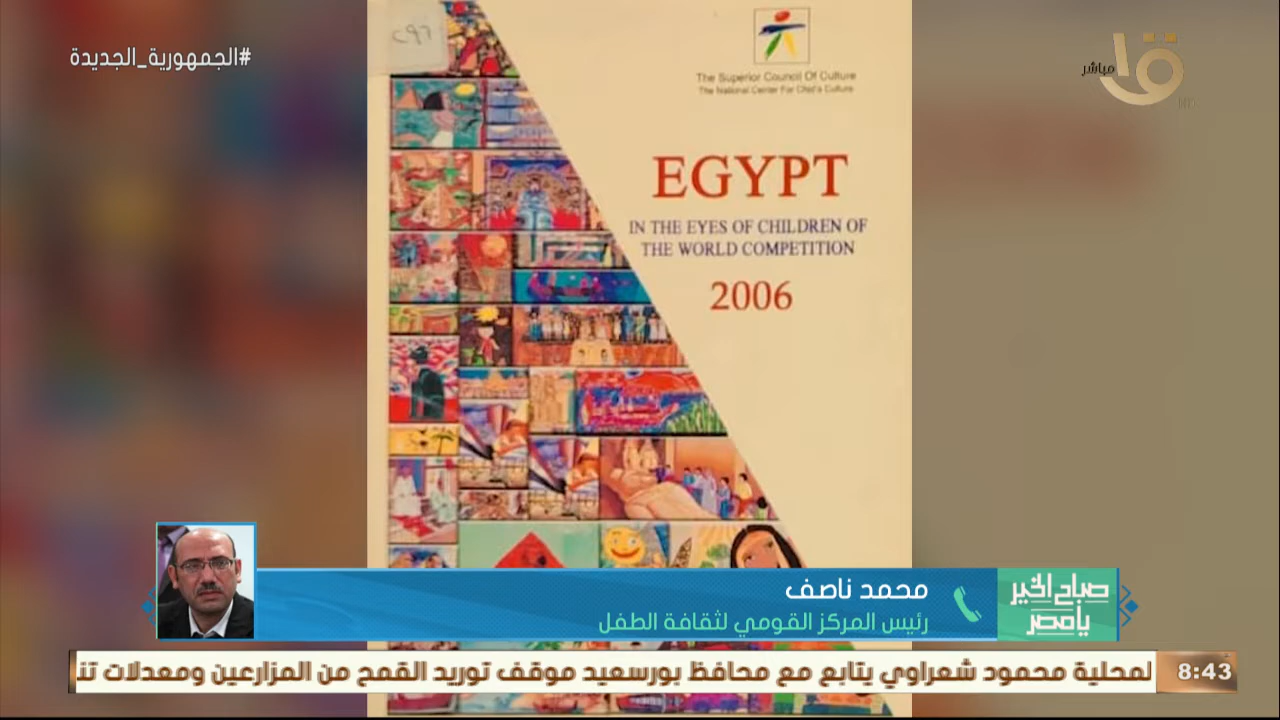 #الجمهورية_الجديدة
مباشر
c97
The Superior Council Of Culture
The National Center For Child's Culture
EGYPT
IN THE EYES OF CHILDREN OF
THE WORLD COMPETITION
2006
محمد ناصف
رئيس المركز القومي لثقافة الطفل
صباح الخير
يا مصر
لمحلية محمود شعراوي يتابع مع محافظ بورسعيد موقف توريد القمح من المزارعين ومعدلات تن
8:43